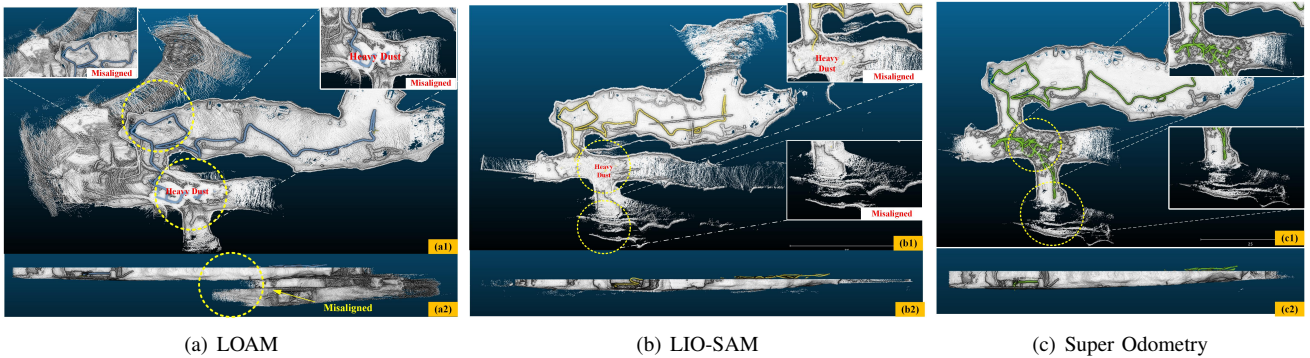 Misaligned
Heavy Dust
Misaligned
Heavy Dust
(a1)
Misaligned
(a2)
Heavy
Dust
Misaligned
Heavy
Dust
Misaligned
(b1)
(b2)
25
(c1)
(c2)
(a) LOAM
(b) LIO-SAM
(c) Super Odometry